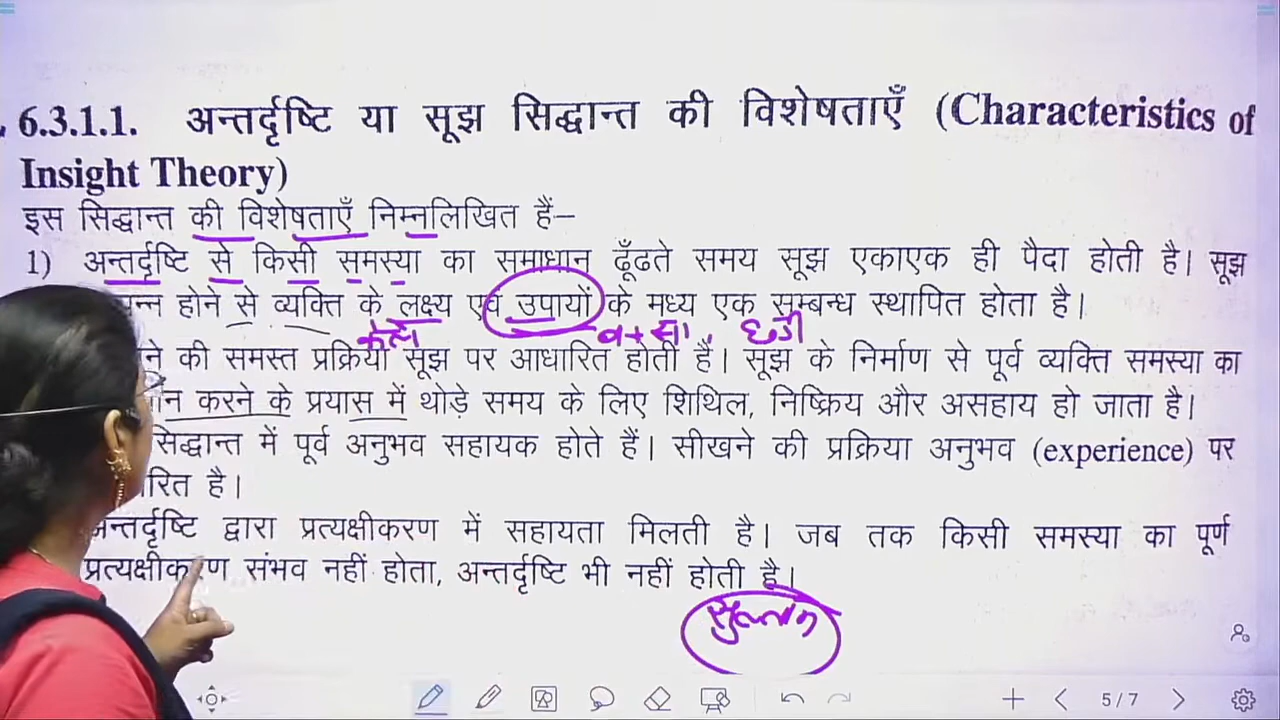 6.3.1.1. अन्तर्दृष्टि या सूझ सिद्धान्त की विशेषताएँ (Characteristics of
Insight Theory)
इस सिद्धान्त की विशेषताएँ निम्नलिखित हैं–
1) अन्तर्दृष्टि से किसी समस्या का समाधान ढूँढते समय सूझ एकाएक ही पैदा होती है। सूझ
होने से व्यक्ति के लक्ष्य एवं उपायों के मध्य एक सम्बन्ध स्थापित होता है।
की समस्त प्रक्रिया सूझ पर आधारित होती है। सूझ के निर्माण से पूर्व व्यक्ति समस्या का
करने के प्रयास में थोड़े समय के लिए शिथिल, निष्क्रिय और असहाय हो जाता है।
सिद्धान्त में पूर्व अनुभव सहायक होते हैं। सीखने की प्रक्रिया अनुभव (experience) पर
है।
अन्तर्दृष्टि द्वारा प्रत्यक्षीकरण में सहायता मिलती है। जब तक किसी समस्या का पूर्ण
प्रत्यक्षीकरण संभव नहीं होता, अन्तर्दृष्टि भी नहीं होती है।
सुल्तान
5/7